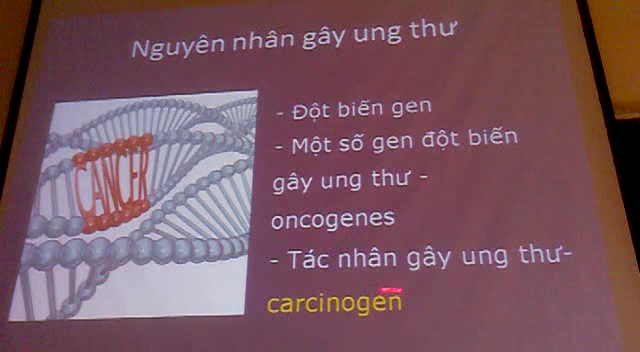 Nguyên nhân gây ung thư
CANCER
- Đột biến gen
- Một số gen đột biến
gây ung thư -
oncogenes
- Tác nhân gây ung thư-
carcinogen